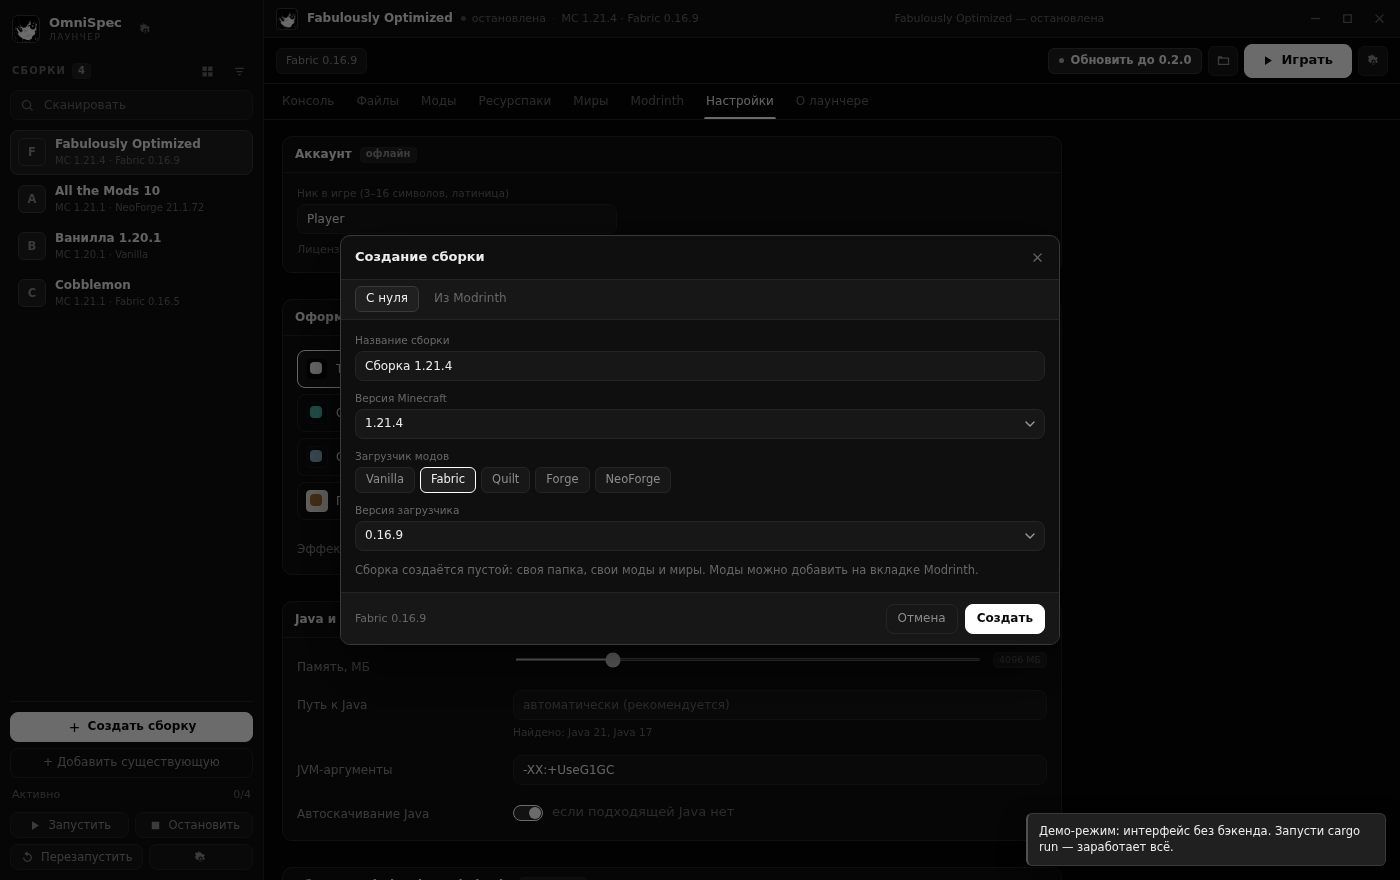 OmniSpec
ЛАУНЧЕР
СБОРКИ 4
Сканировать
F
Fabulously Optimized
MC 1.21.4 · Fabric 0.16.9
A
All the Mods 10
MC 1.21.1 · NeoForge 21.1.72
В
Ванилла 1.20.1
MC 1.20.1 · Vanilla
C
Cobblemon
MC 1.21.1 · Fabric 0.16.5
+ Создать сборку
+ Добавить существующую
Активно 0/4
Запустить Остановить
Перезапустить
Fabulously Optimized остановлена · MC 1.21.4 · Fabric 0.16.9
Fabulously Optimized — остановлена
Fabric 0.16.9
Обновить до 0.2.0
Играть
Консоль Файлы Моды Ресурспаки Миры Modrinth Настройки О лаунчере
Аккаунт офлайн
Ник в игре (3–16 символов, латиница)
Player
Лиценз
Оформ
Эффек
Создание сборки
С нуля Из Modrinth
Название сборки
Сборка 1.21.4
Версия Minecraft
1.21.4
Загрузчик модов
Vanilla Fabric Quilt Forge NeoForge
Версия загрузчика
0.16.9
Сборка создаётся пустой: своя папка, свои моды и миры. Моды можно добавить на вкладке Modrinth.
Fabric 0.16.9 Отмена Создать
Java и
Память, МБ 4096 МБ
Путь к Java автоматически (рекомендуется)
Найдено: Java 21, Java 17
JVM-аргументы -XX:+UseG1GC
Автоскачивание Java если подходящей Java нет
Демо-режим: интерфейс без бэкенда. Запусти cargo
run — заработает всё.